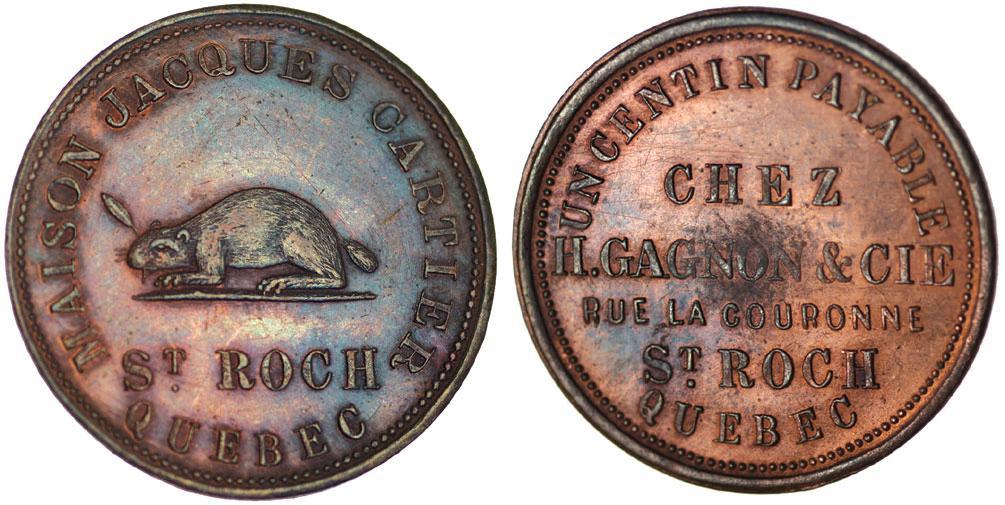 MAISON JACQUES CARTIER
ST. ROCH
QUEBEC
UN CENTIN PAYABLE
CHEZ
H. GAGNON & CIE
RUE LA COURONNE
ST. ROCH
QUEBEC